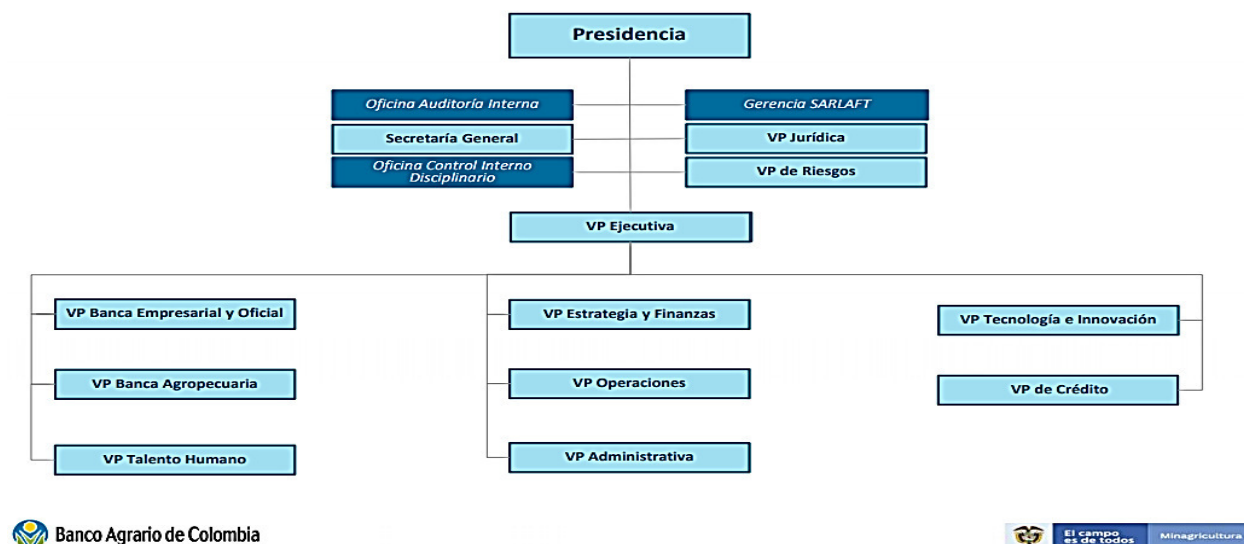 Presidencia
Oficina Auditoría Interna
Gerencia SARLAFT
Secretaría General
VP Jurídica
Oficina Control Interno
Disciplinario
VP de Riesgos
VP Ejecutiva
VP Banca Empresarial y Oficial
VP Estrategia y Finanzas
VP Tecnología e Innovación
VP Banca Agropecuaria
VP Operaciones
VP de Crédito
VP Talento Humano
VP Administrativa
Banco Agrario de Colombia
El campo
es de todos
Minagricultura